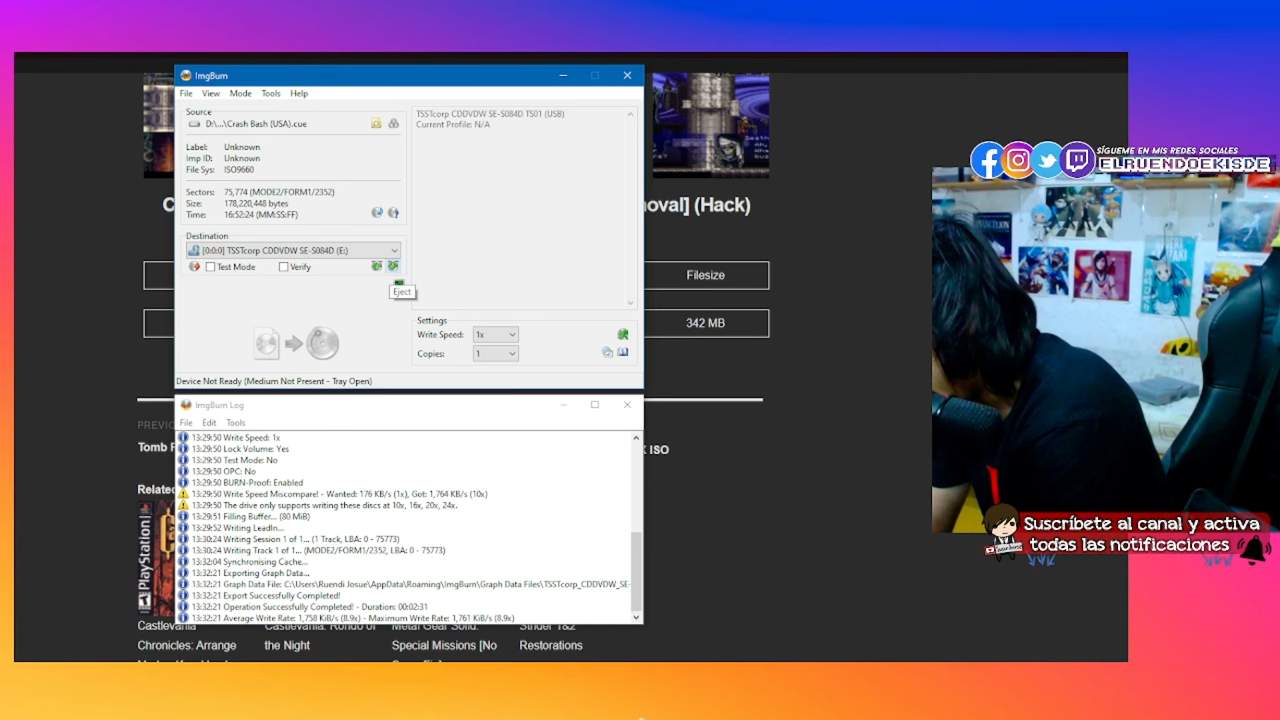 ImgBurn
File View Mode Tools Help
Source
D:\...\Crash Bash (USA).cue
Label: Unknown
Imp ID: Unknown
File Sys: ISO9660
Sectors: 75,774 (MODE2/FORM1/2352)
Size: 178,220,448 bytes
Time: 16:52:24 (MM:SS:FF)
Destination
[0:0:0] TSSTcorp CDDVDW SE-S084D (E:)
Test Mode Verify
Eject
TSSTcorp CDDVDW SE-S084D TS01 (USB)
Current Profile: N/A
Settings
Write Speed: 1x
Copies: 1
Device Not Ready (Medium Not Present - Tray Open)
ImgBurn Log
File Edit Tools
13:29:50 Write Speed: 1x
13:29:50 Lock Volume: Yes
13:29:50 Test Mode: No
13:29:50 OPC: No
13:29:50 BURN-Proof: Enabled
13:29:50 Write Speed Miscompare! - Wanted: 176 KB/s (1x), Got: 1,764 KB/s (10x)
13:29:50 The drive only supports writing these discs at 10x, 16x, 20x, 24x.
13:29:51 Filling Buffer... (80 MiB)
13:29:52 Writing LeadIn...
13:30:24 Writing Session 1 of 1... (1 Track, LBA: 0 - 75773)
13:30:24 Writing Track 1 of 1... (MODE2/FORM1/2352, LBA: 0 - 75773)
13:32:04 Synchronising Cache...
13:32:21 Exporting Graph Data...
13:32:21 Graph Data File: C:\Users\Ruendi Josue\AppData\Roaming\ImgBurn\Graph Data Files\TSSTcorp_CDDVDW_SE-
13:32:21 Export Successfully Completed!
13:32:21 Operation Successfully Completed! - Duration: 00:02:31
13:32:21 Average Write Rate: 1,758 KiB/s (8.9x) - Maximum Write Rate: 1,761 KiB/s (8.9x)
C
noval] (Hack)
Filesize
342 MB
PREVIO
Tomb R
K ISO
Relate
PlayStation
Castlevania
Chronicles: Arrange
Castlevania: Rondo of
the Night
Metal Gear Solid:
Special Missions [No
Strider 1&2
Restorations
SÍGUEME EN MIS REDES SOCIALES
ELRUENDOEKISDE
Suscríbete al canal y activa
todas las notificaciones